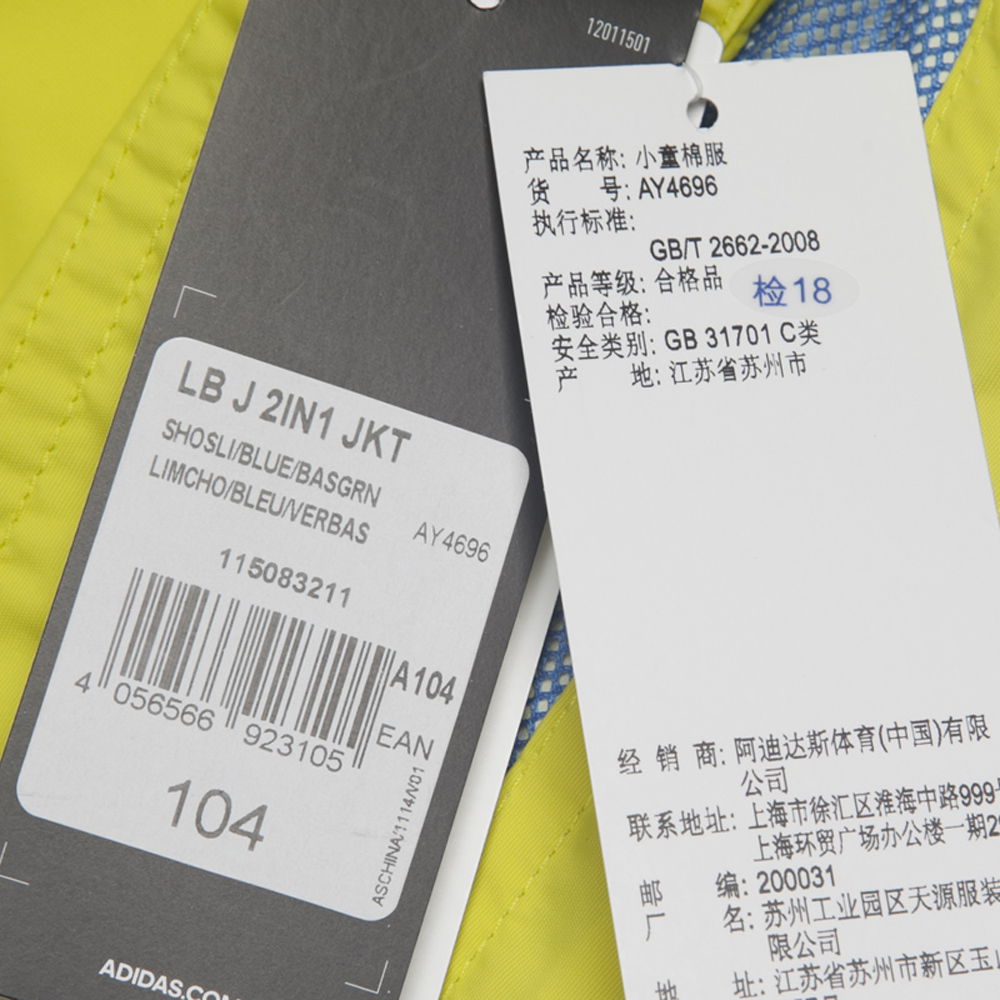 12011501
LB J 2IN1 JKT
SHOSLI/BLUE/BASGRN
LIMCHO/BLEU/VERBAS
AY4696
115083211
A104
4 056566 923105
EAN
104
ASCHINA/1114/V01
ADIDAS.COM
产品名称: 小童棉服
货 号: AY4696
执行标准:
GB/T 2662-2008
产品等级: 合格品
检验合格: 检18
安全类别: GB 31701 C类
产 地: 江苏省苏州市
经 销 商: 阿迪达斯体育(中国)有限
公司
联系地址: 上海市徐汇区淮海中路999号
上海环贸广场办公楼一期2
邮 编: 200031
厂 名: 苏州工业园区天源服装
限公司
地 址: 江苏省苏州市新区玉山